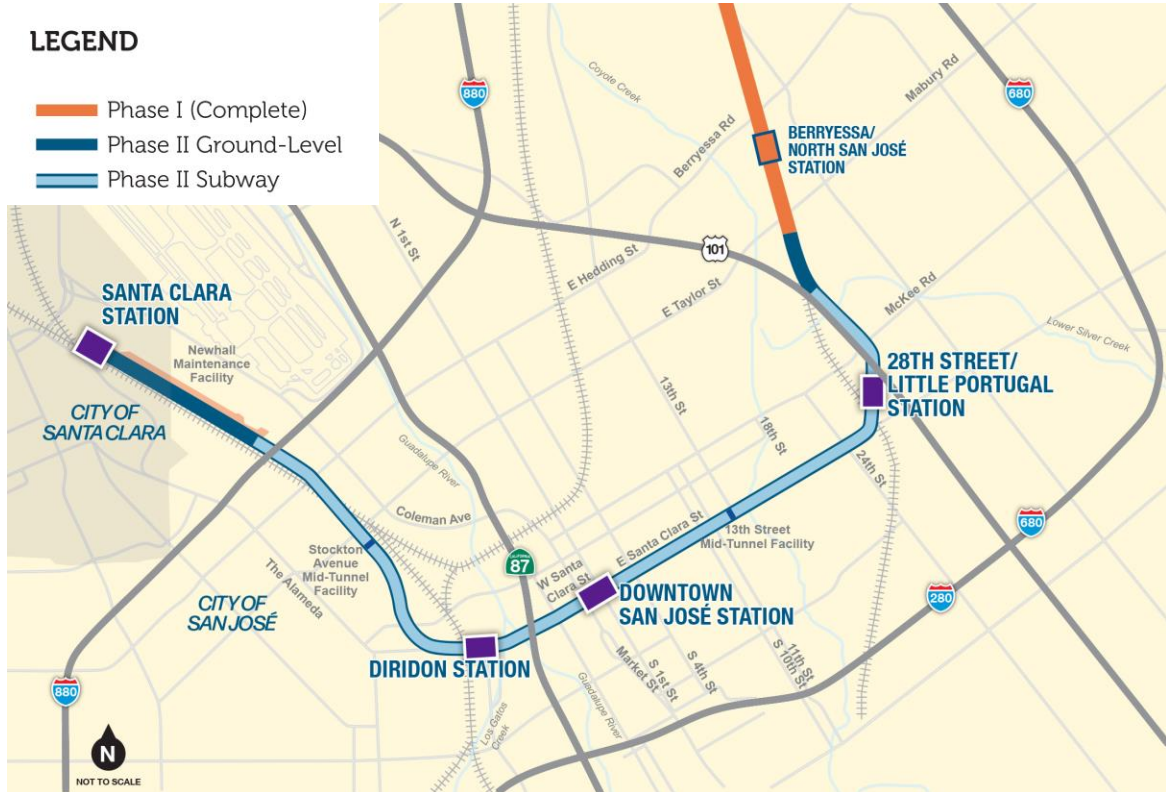 LEGEND
Phase I (Complete)
Phase II Ground-Level
Phase II Subway
880
Coyote Creek
Mabury Rd
680
Berryessa Rd
BERRYESSA/
NORTH SAN JOSÉ
STATION
N 1st St
101
E Hedding St
E Taylor St
McKee Rd
Lower Silver Creek
SANTA CLARA
STATION
Newhall
Maintenance
Facility
28TH STREET/
LITTLE PORTUGAL
STATION
CITY OF
SANTA CLARA
13th St
18th St
24th St
Guadalupe River
Coleman Ave
E Santa Clara St
13th Street
Mid-Tunnel Facility
680
Stockton
Avenue
Mid-Tunnel
Facility
CALIFORNIA
87
W Santa
Clara St
The Alameda
CITY OF
SAN JOSÉ
DOWNTOWN
SAN JOSÉ STATION
280
DIRIDON STATION
Market St
S 1st St
S 4th St
11th St
S 10th St
880
Los Gatos
Creek
Guadalupe River
N
NOT TO SCALE